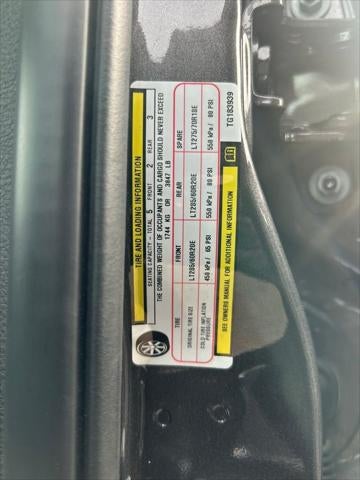 TIRE AND LOADING INFORMATION
SEATING CAPACITY - TOTAL 5 FRONT 2 REAR 3
THE COMBINED WEIGHT OF OCCUPANTS AND CARGO SHOULD NEVER EXCEED
1744 KG OR 3847 LB
TIRE FRONT REAR SPARE
ORIGINAL TIRE SIZE LT285/60R20E LT285/60R20E LT275/70R18E
COLD TIRE INFLATION PRESSURE 450 kPa / 65 PSI 550 kPa / 80 PSI 550 kPa / 80 PSI
SEE OWNERS MANUAL FOR ADDITIONAL INFORMATION
TG183939